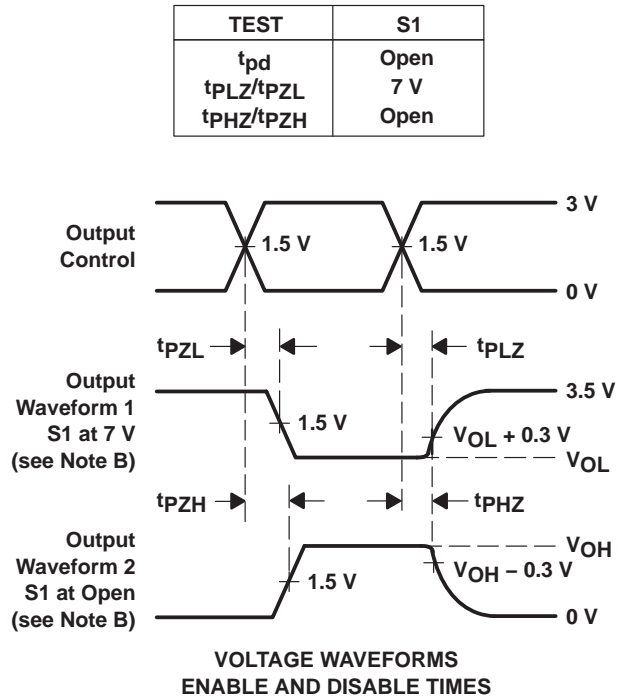 TEST S1
tpd Open
tPLZ/tPZL 7 V
tPHZ/tPZH Open
Output
Control
1.5 V
1.5 V
3 V
0 V
tPZL
tPLZ
Output
Waveform 1
S1 at 7 V
(see Note B)
1.5 V
3.5 V
VOL + 0.3 V
VOL
tPZH
tPHZ
Output
Waveform 2
S1 at Open
(see Note B)
1.5 V
VOH
VOH – 0.3 V
0 V
VOLTAGE WAVEFORMS
ENABLE AND DISABLE TIMES